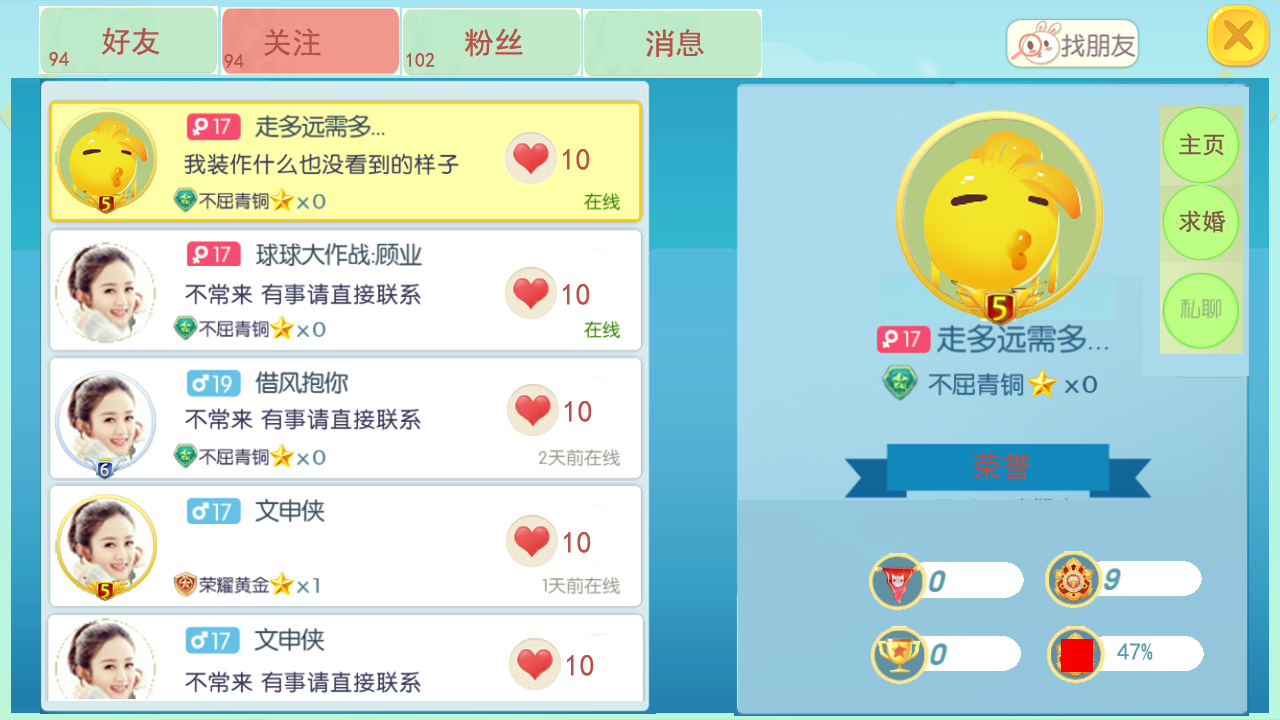 好友
94
关注
94
粉丝
102
消息
找朋友
17 走多远需多...
我装作什么也没看到的样子
10
5
不屈青铜 x0
在线
17 球球大作战:顾业
不常来 有事请直接联系
10
不屈青铜 x0
在线
19 借风抱你
不常来 有事请直接联系
10
6
不屈青铜 x0
2天前在线
17 文申侠
10
5
荣耀黄金 x1
1天前在线
17 文申侠
不常来 有事请直接联系
10
主页
求婚
私聊
5
17 走多远需多...
不屈青铜 x0
荣誉
0
9
0
47%